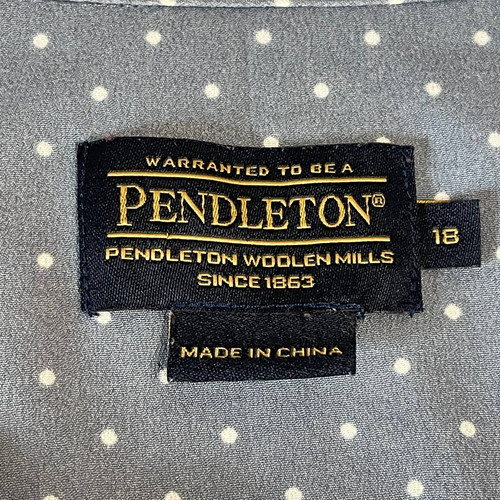 WARRANTED TO BE A
PENDLETON®
PENDLETON WOOLEN MILLS
SINCE 1863
18
MADE IN CHINA